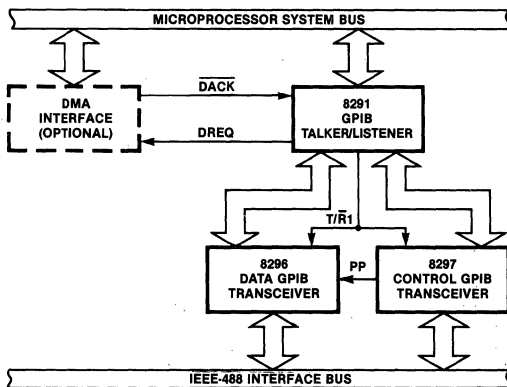 MICROPROCESSOR SYSTEM BUS
DMA
INTERFACE
(OPTIONAL)
DACK
DREQ
8291
GPIB
TALKER/LISTENER
T/R̅1
8296
DATA GPIB
TRANSCEIVER
PP
8297
CONTROL GPIB
TRANSCEIVER
IEEE-488 INTERFACE BUS